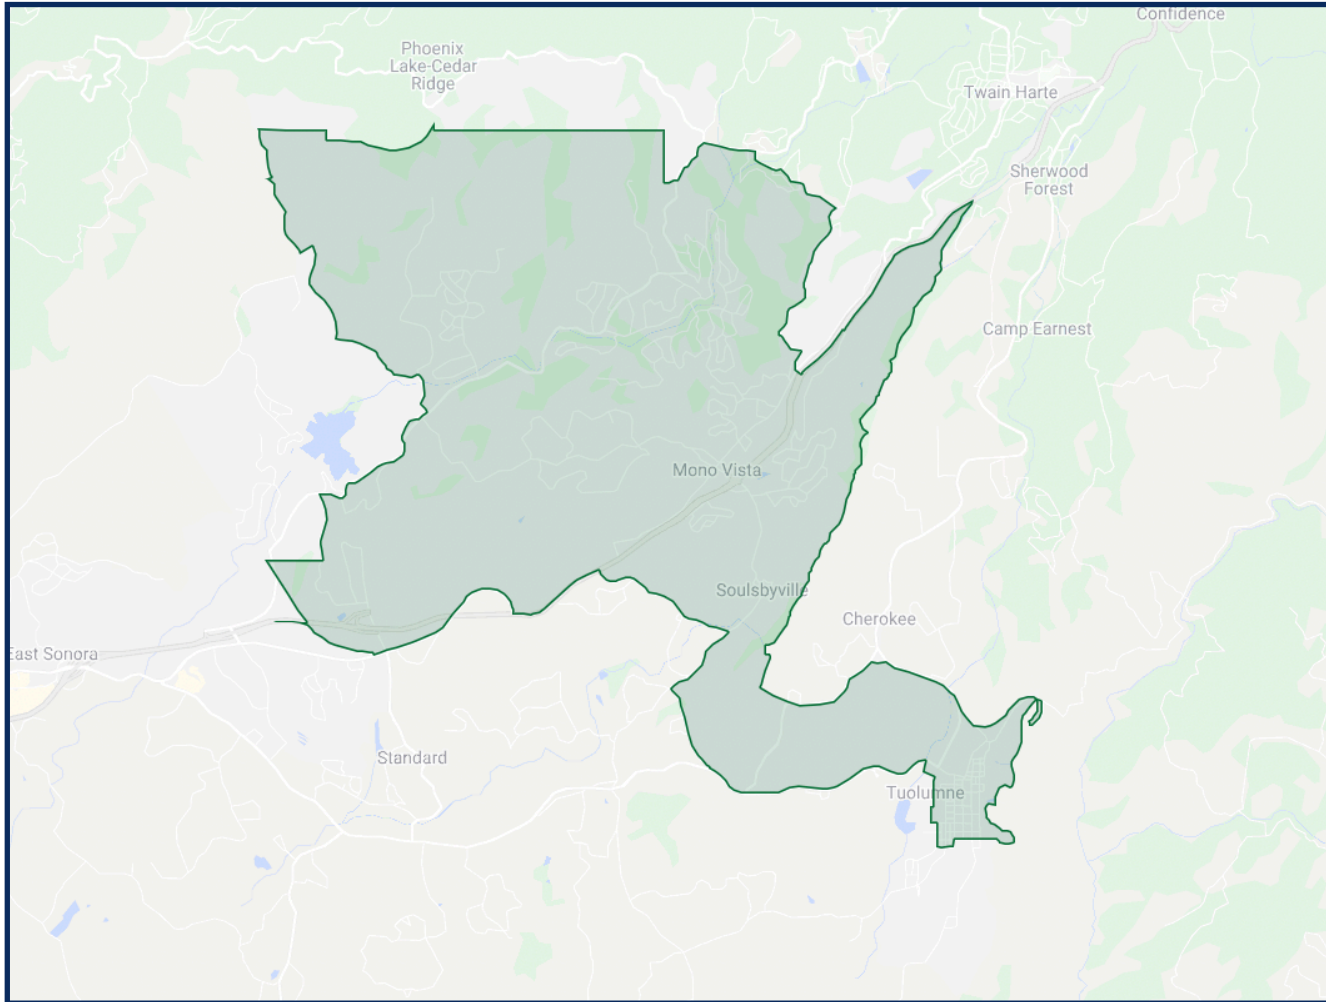 Confidence
Phoenix
Lake-Cedar
Ridge
Twain Harte
Sherwood
Forest
Camp Earnest
Mono Vista
Soulsbyville
Cherokee
East Sonora
Standard
Tuolumne